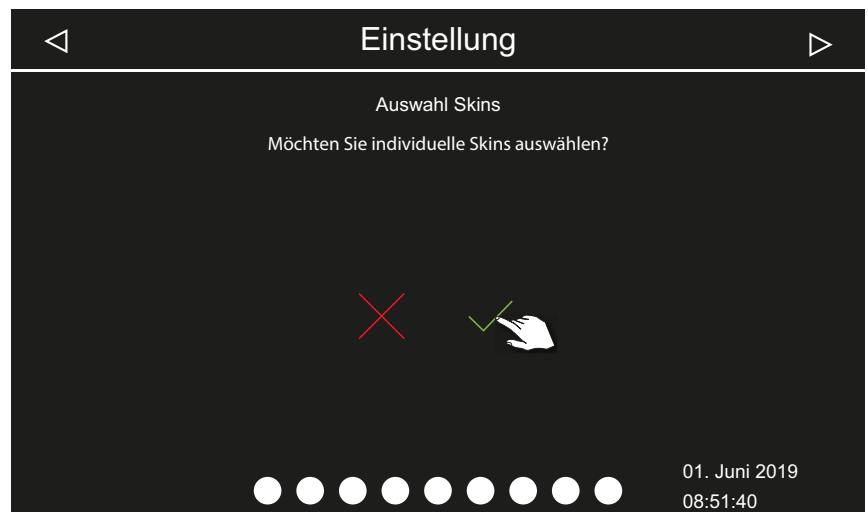 Einstellung
Auswahl Skins
Möchten Sie individuelle Skins auswählen?
01. Juni 2019
08:51:40